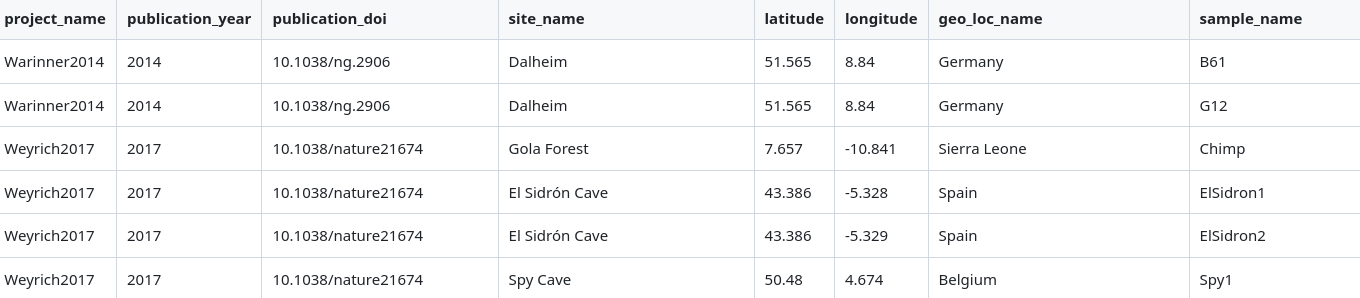 project_name publication_year publication_doi site_name latitude longitude geo_loc_name sample_name
Warinner2014 2014 10.1038/ng.2906 Dalheim 51.565 8.84 Germany B61
Warinner2014 2014 10.1038/ng.2906 Dalheim 51.565 8.84 Germany G12
Weyrich2017 2017 10.1038/nature21674 Gola Forest 7.657 -10.841 Sierra Leone Chimp
Weyrich2017 2017 10.1038/nature21674 El Sidrón Cave 43.386 -5.328 Spain ElSidron1
Weyrich2017 2017 10.1038/nature21674 El Sidrón Cave 43.386 -5.329 Spain ElSidron2
Weyrich2017 2017 10.1038/nature21674 Spy Cave 50.48 4.674 Belgium Spy1